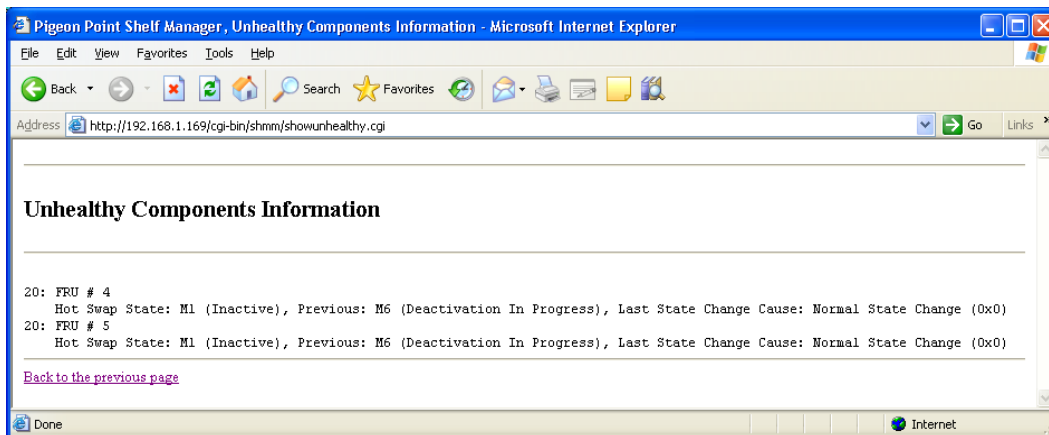 Pigeon Point Shelf Manager, Unhealthy Components Information - Microsoft Internet Explorer
File Edit View Favorites Tools Help
Back Search Favorites
Address http://192.168.1.169/cgi-bin/shmm/showunhealthy.cgi Go Links
Unhealthy Components Information
20: FRU # 4
Hot Swap State: M1 (Inactive), Previous: M6 (Deactivation In Progress), Last State Change Cause: Normal State Change (0x0)
20: FRU # 5
Hot Swap State: M1 (Inactive), Previous: M6 (Deactivation In Progress), Last State Change Cause: Normal State Change (0x0)
Back to the previous page
Done Internet